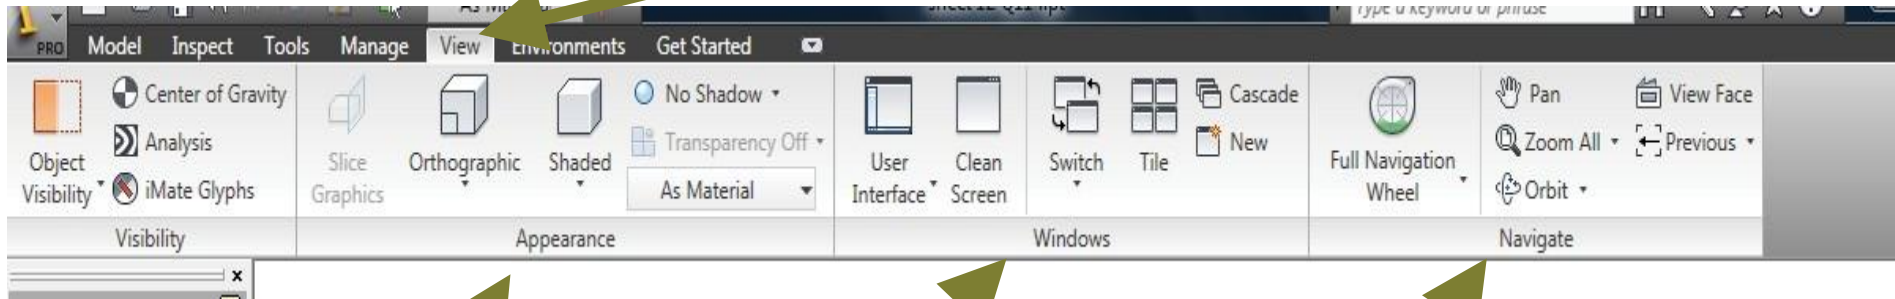 PRO Model Inspect Tools Manage View Environments Get Started
Center of Gravity
Analysis
iMate Glyphs
Object
Visibility
Slice
Graphics
Orthographic
Shaded
No Shadow
Transparency Off
As Material
User
Interface
Clean
Screen
Switch
Tile
Cascade
New
Full Navigation
Wheel
Pan
Zoom All
Orbit
View Face
Previous
Visibility
Appearance
Windows
Navigate